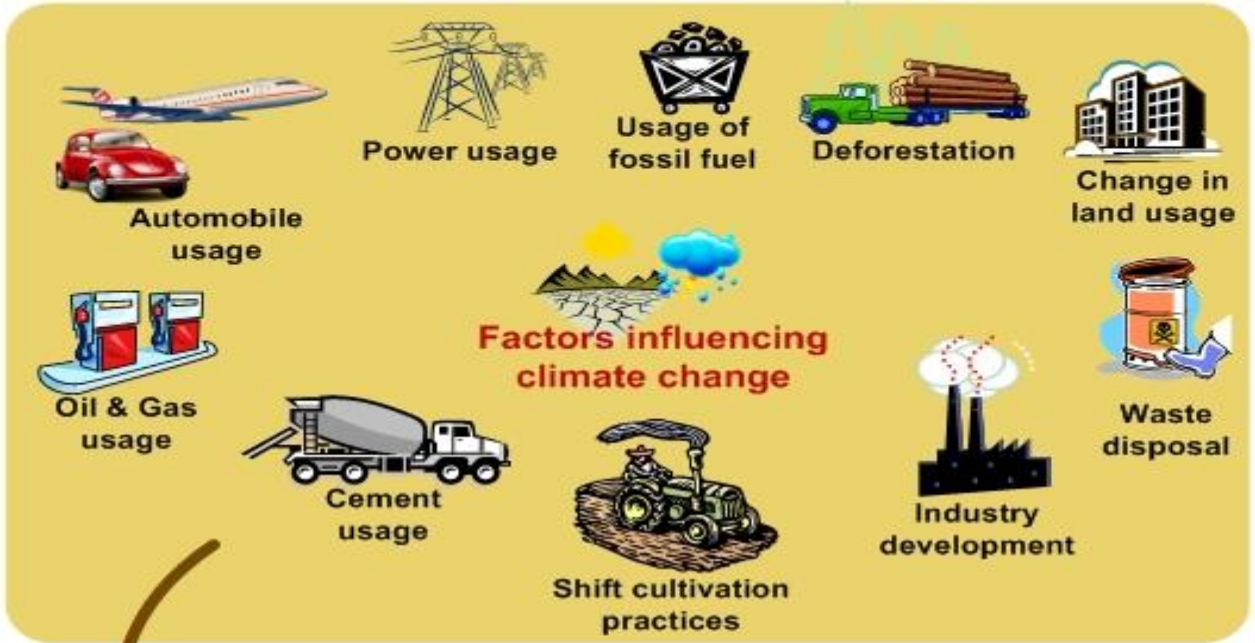 Power usage
Usage of
fossil fuel
Deforestation
Change in
land usage
Automobile
usage
Factors influencing
climate change
Oil & Gas
usage
Waste
disposal
Cement
usage
Industry
development
Shift cultivation
practices